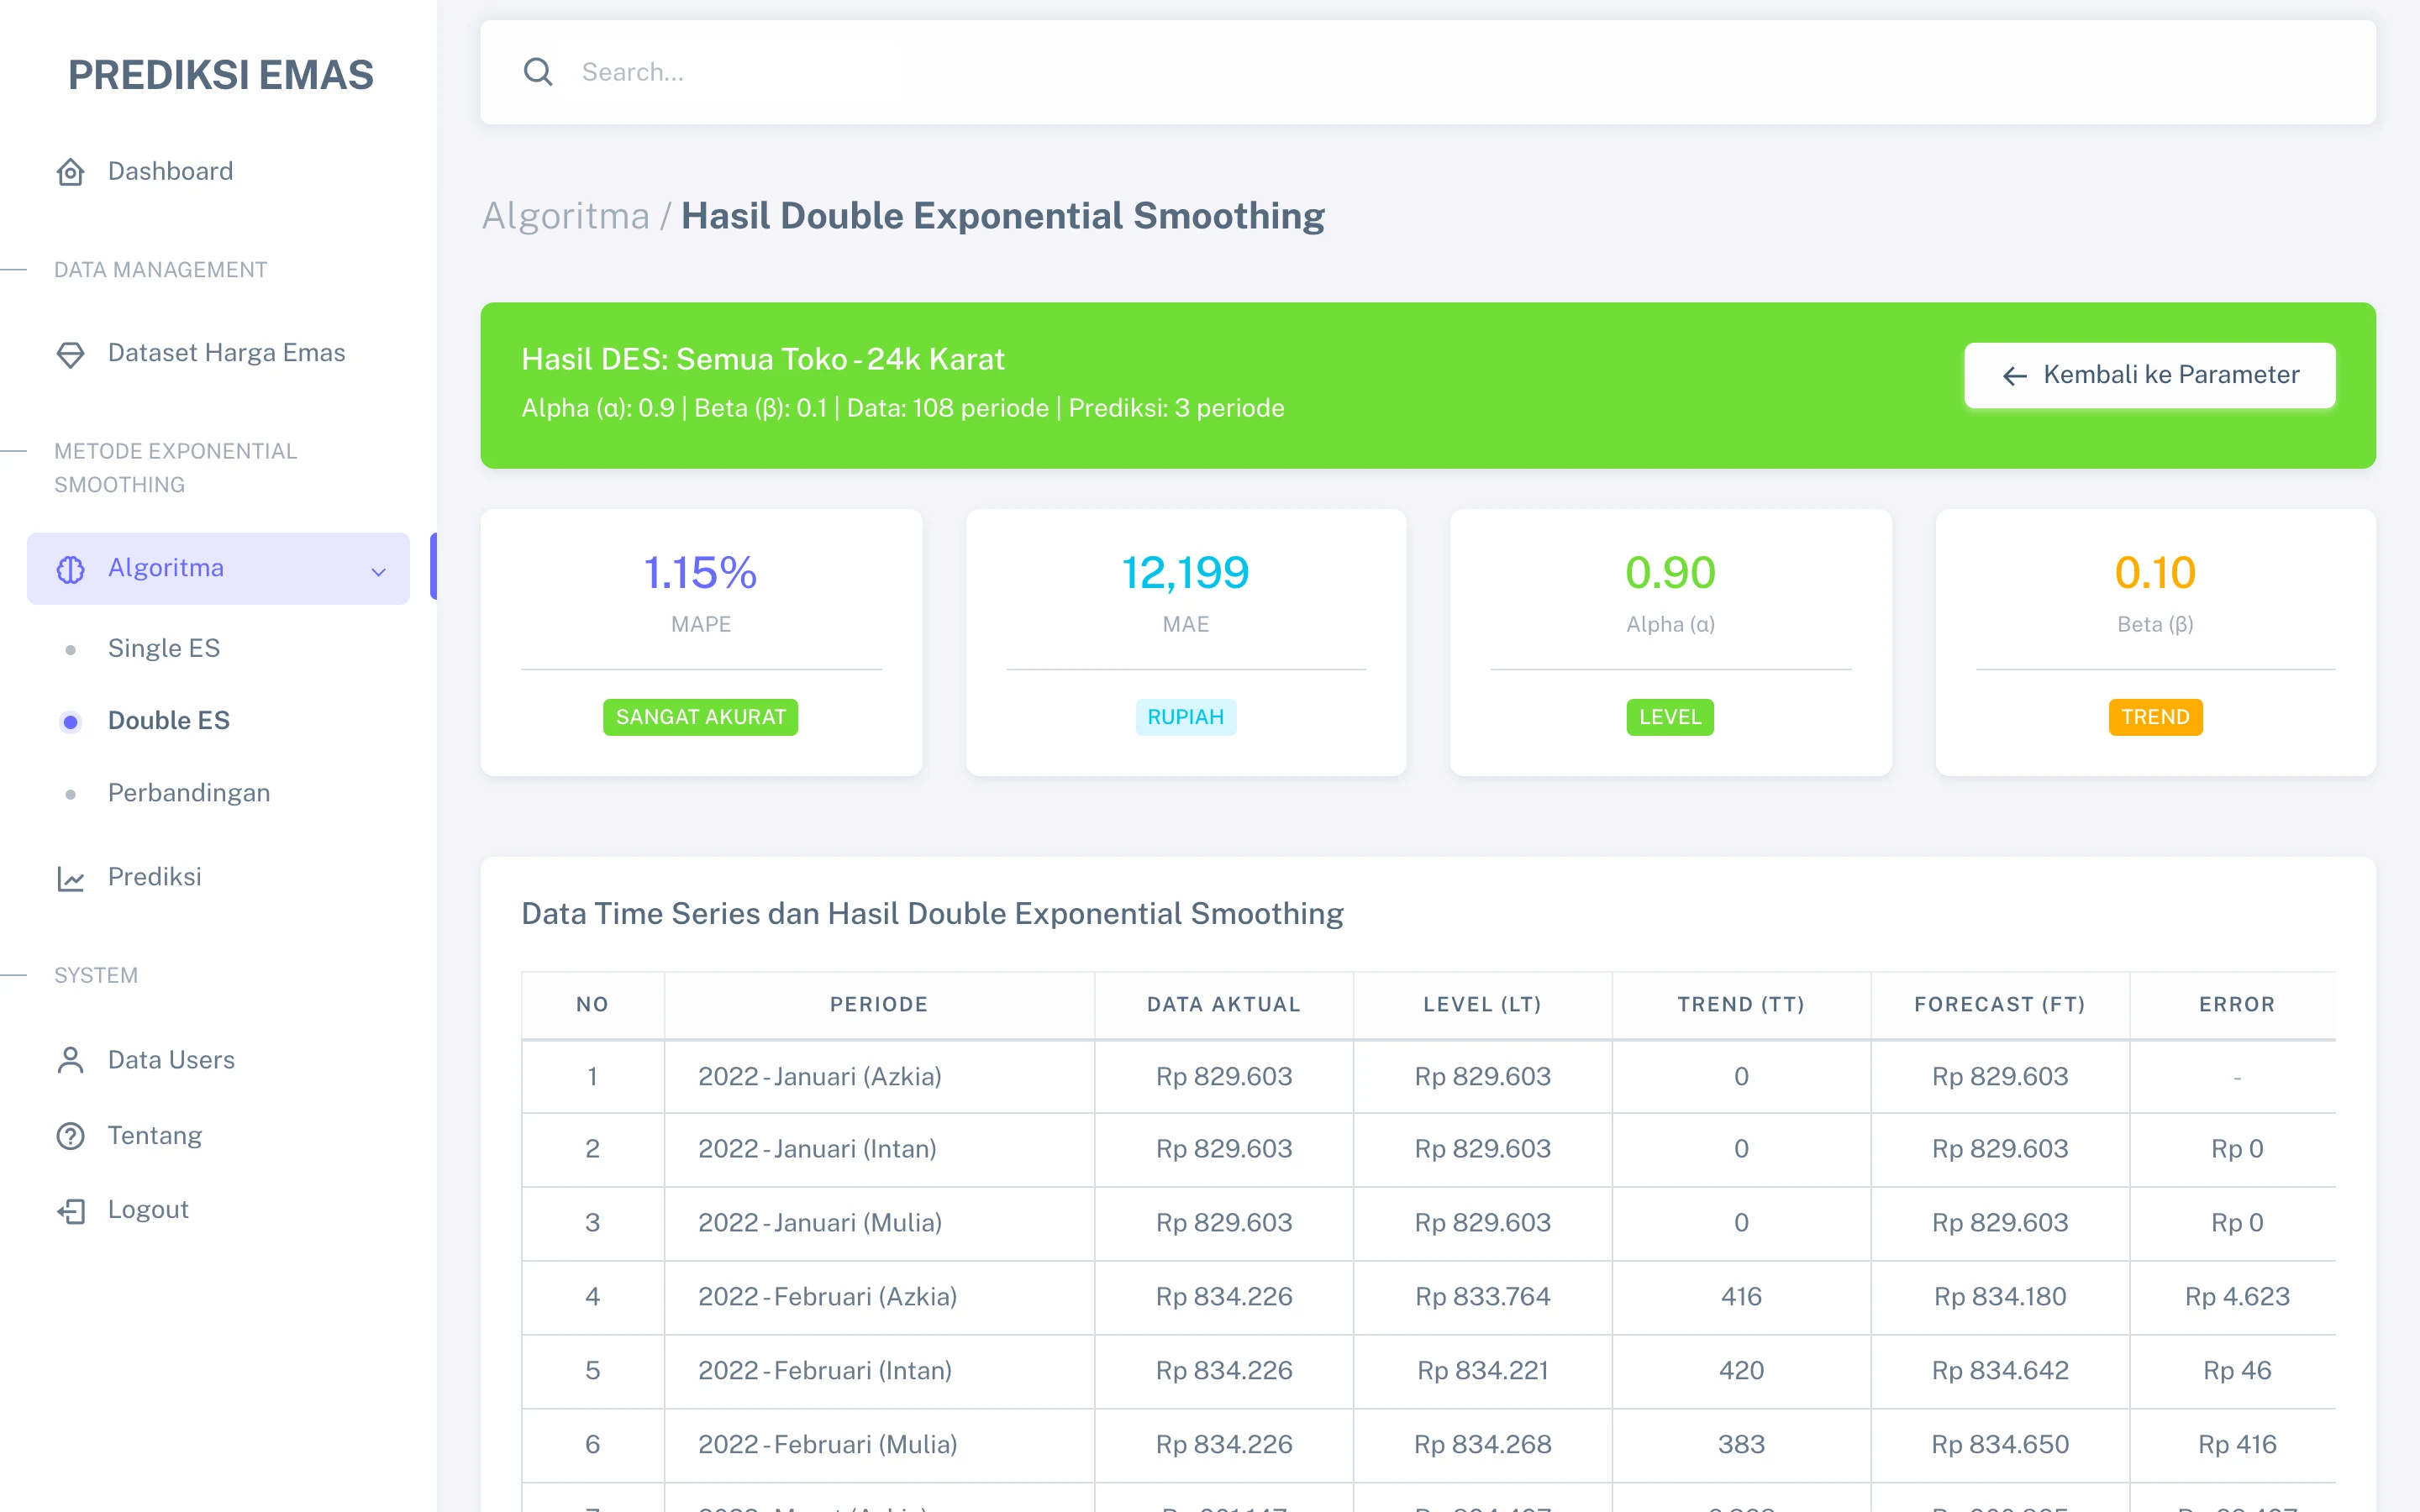 PREDIKSI EMAS
Dashboard
DATA MANAGEMENT
Dataset Harga Emas
METODE EXPONENTIAL
SMOOTHING
Algoritma
Single ES
Double ES
Perbandingan
Prediksi
SYSTEM
Data Users
Tentang
Logout
Search...
Algoritma / Hasil Double Exponential Smoothing
Hasil DES: Semua Toko - 24k Karat
Alpha (α): 0.9 | Beta (β): 0.1 | Data: 108 periode | Prediksi: 3 periode
Kembali ke Parameter
1.15%
MAPE
SANGAT AKURAT
12,199
MAE
RUPIAH
0.90
Alpha (α)
LEVEL
0.10
Beta (β)
TREND
Data Time Series dan Hasil Double Exponential Smoothing
NO PERIODE DATA AKTUAL LEVEL (LT) TREND (TT) FORECAST (FT) ERROR
1 2022 - Januari (Azkia) Rp 829.603 Rp 829.603 0 Rp 829.603 -
2 2022 - Januari (Intan) Rp 829.603 Rp 829.603 0 Rp 829.603 Rp 0
3 2022 - Januari (Mulia) Rp 829.603 Rp 829.603 0 Rp 829.603 Rp 0
4 2022 - Februari (Azkia) Rp 834.226 Rp 833.764 416 Rp 834.180 Rp 4.623
5 2022 - Februari (Intan) Rp 834.226 Rp 834.221 420 Rp 834.642 Rp 46
6 2022 - Februari (Mulia) Rp 834.226 Rp 834.268 383 Rp 834.650 Rp 416